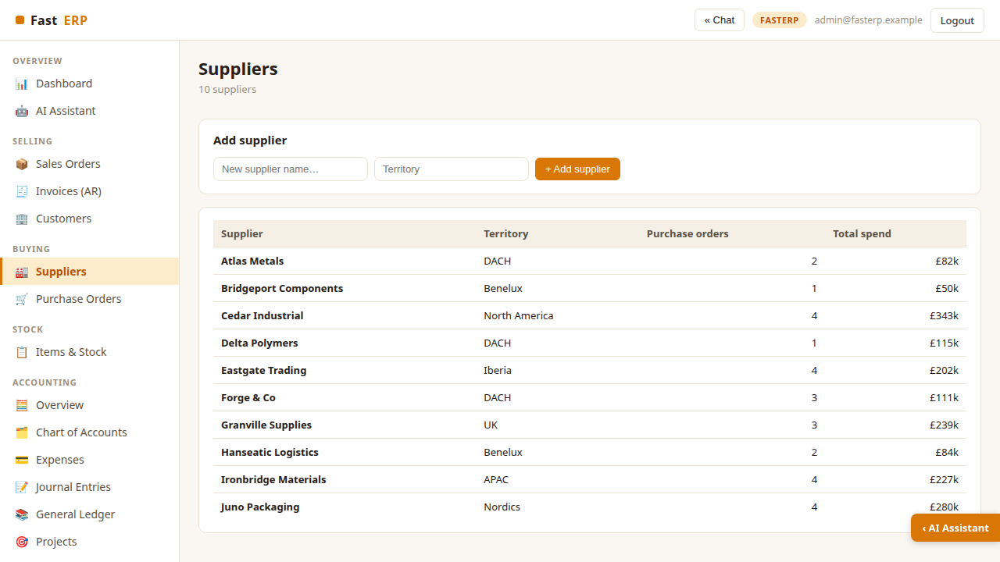 Fast ERP
« Chat
FASTERP
admin@fasterp.example
Logout
OVERVIEW
Dashboard
AI Assistant
SELLING
Sales Orders
Invoices (AR)
Customers
BUYING
Suppliers
Purchase Orders
STOCK
Items & Stock
ACCOUNTING
Overview
Chart of Accounts
Expenses
Journal Entries
General Ledger
Projects
Suppliers
10 suppliers
Add supplier
New supplier name…
Territory
+ Add supplier
Supplier Territory Purchase orders Total spend
Atlas Metals DACH 2 £82k
Bridgeport Components Benelux 1 £50k
Cedar Industrial North America 4 £343k
Delta Polymers DACH 1 £115k
Eastgate Trading Iberia 4 £202k
Forge & Co DACH 3 £111k
Granville Supplies UK 3 £239k
Hanseatic Logistics Benelux 2 £84k
Ironbridge Materials APAC 4 £227k
Juno Packaging Nordics 4 £280k
‹ AI Assistant